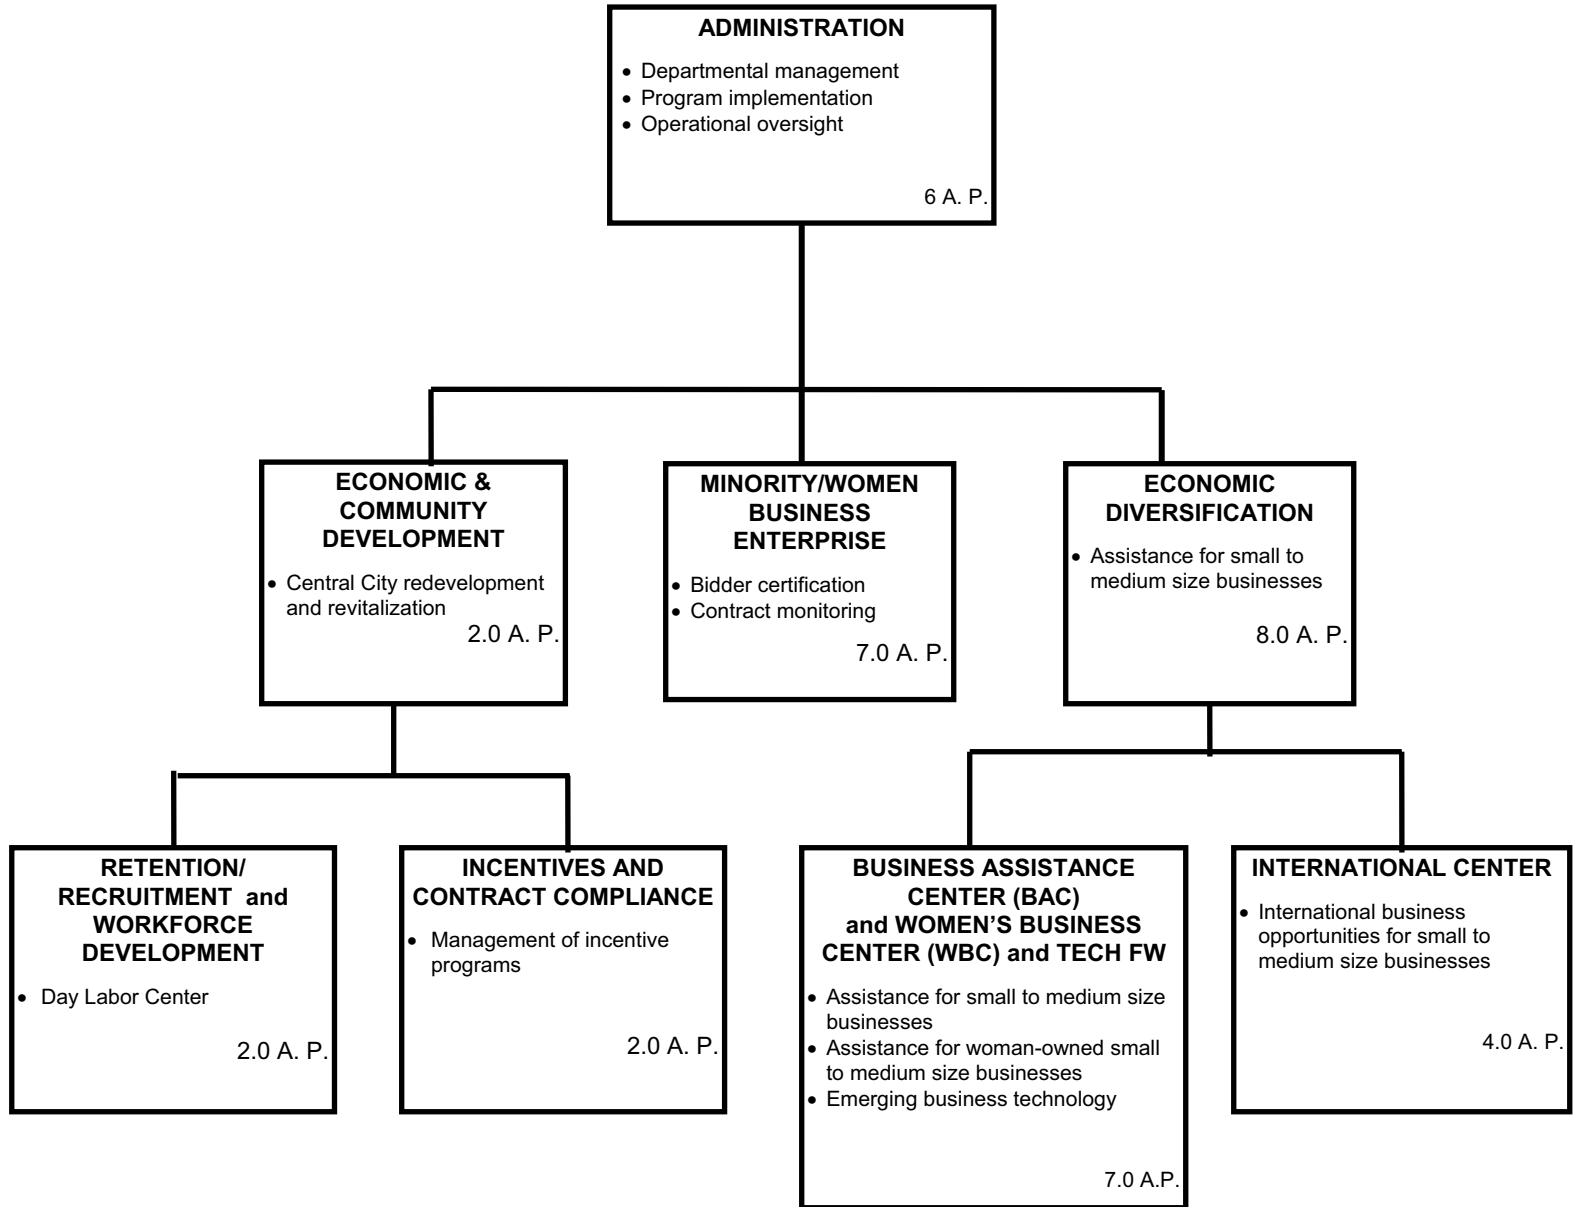 ADMINISTRATION
• Departmental management
• Program implementation
• Operational oversight
6 A. P.
ECONOMIC &
COMMUNITY
DEVELOPMENT
• Central City redevelopment
and revitalization
2.0 A. P.
MINORITY/WOMEN
BUSINESS
ENTERPRISE
• Bidder certification
• Contract monitoring
7.0 A. P.
ECONOMIC
DIVERSIFICATION
• Assistance for small to
medium size businesses
8.0 A. P.
RETENTION/
RECRUITMENT and
WORKFORCE
DEVELOPMENT
• Day Labor Center
2.0 A. P.
INCENTIVES AND
CONTRACT COMPLIANCE
• Management of incentive
programs
2.0 A. P.
BUSINESS ASSISTANCE
CENTER (BAC)
and WOMEN’S BUSINESS
CENTER (WBC) and TECH FW
• Assistance for small to medium size
businesses
• Assistance for woman-owned small
to medium size businesses
• Emerging business technology
7.0 A.P.
INTERNATIONAL CENTER
• International business
opportunities for small to
medium size businesses
4.0 A. P.